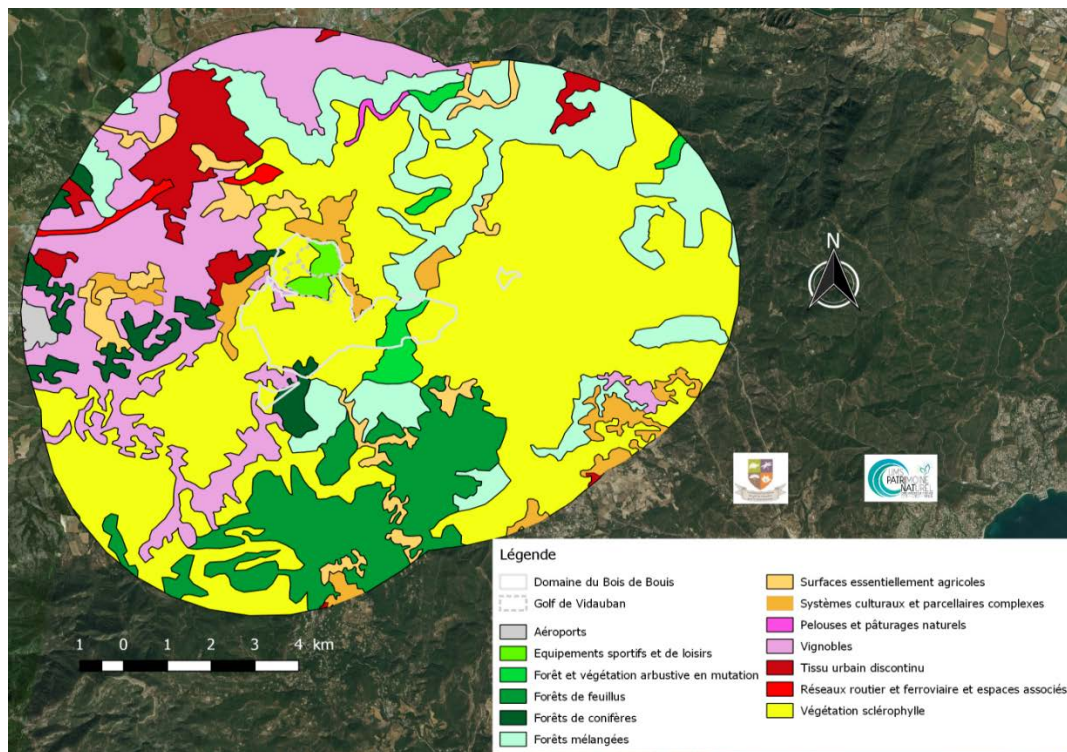 N
1 0 1 2 3 4 km
PATRIMOINE
NATUREL
Légende
Domaine du Bois de Bouis
Golf de Vidauban
Aéroports
Equipements sportifs et de loisirs
Forêt et végétation arbustive en mutation
Forêts de feuillus
Forêts de conifères
Forêts mélangées
Surfaces essentiellement agricoles
Systèmes culturaux et parcellaires complexes
Pelouses et pâturages naturels
Vignobles
Tissu urbain discontinu
Réseaux routier et ferroviaire et espaces associés
Végétation sclérophylle